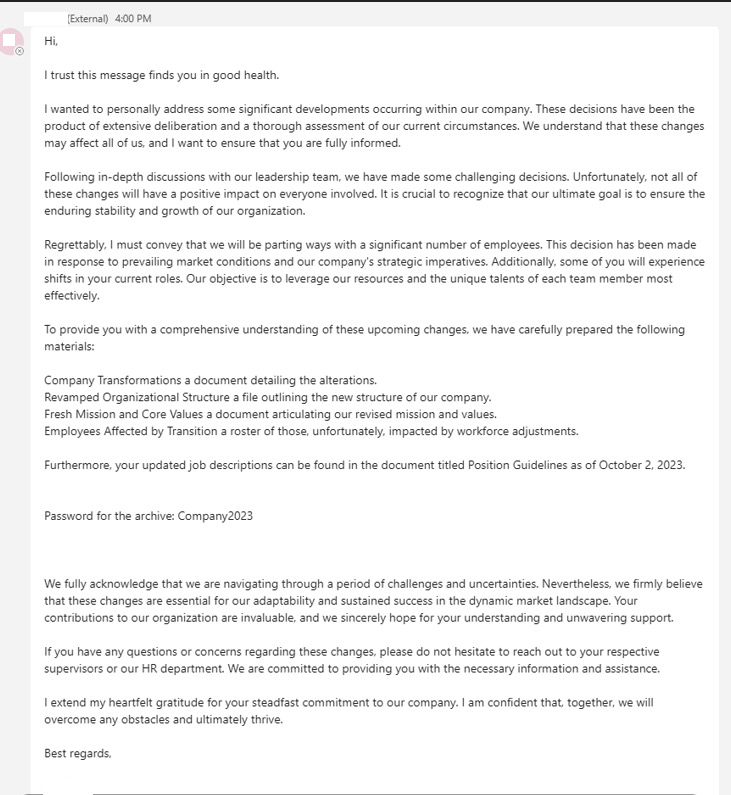 (External) 4:00 PM
Hi,
I trust this message finds you in good health.
I wanted to personally address some significant developments occurring within our company. These decisions have been the
product of extensive deliberation and a thorough assessment of our current circumstances. We understand that these changes
may affect all of us, and I want to ensure that you are fully informed.
Following in-depth discussions with our leadership team, we have made some challenging decisions. Unfortunately, not all of
these changes will have a positive impact on everyone involved. It is crucial to recognize that our ultimate goal is to ensure the
enduring stability and growth of our organization.
Regrettably, I must convey that we will be parting ways with a significant number of employees. This decision has been made
in response to prevailing market conditions and our company's strategic imperatives. Additionally, some of you will experience
shifts in your current roles. Our objective is to leverage our resources and the unique talents of each team member most
effectively.
To provide you with a comprehensive understanding of these upcoming changes, we have carefully prepared the following
materials:
Company Transformations a document detailing the alterations.
Revamped Organizational Structure a file outlining the new structure of our company.
Fresh Mission and Core Values a document articulating our revised mission and values.
Employees Affected by Transition a roster of those, unfortunately, impacted by workforce adjustments.
Furthermore, your updated job descriptions can be found in the document titled Position Guidelines as of October 2, 2023.
Password for the archive: Company2023
We fully acknowledge that we are navigating through a period of challenges and uncertainties. Nevertheless, we firmly believe
that these changes are essential for our adaptability and sustained success in the dynamic market landscape. Your
contributions to our organization are invaluable, and we sincerely hope for your understanding and unwavering support.
If you have any questions or concerns regarding these changes, please do not hesitate to reach out to your respective
supervisors or our HR department. We are committed to providing you with the necessary information and assistance.
I extend my heartfelt gratitude for your steadfast commitment to our company. I am confident that, together, we will
overcome any obstacles and ultimately thrive.
Best regards,